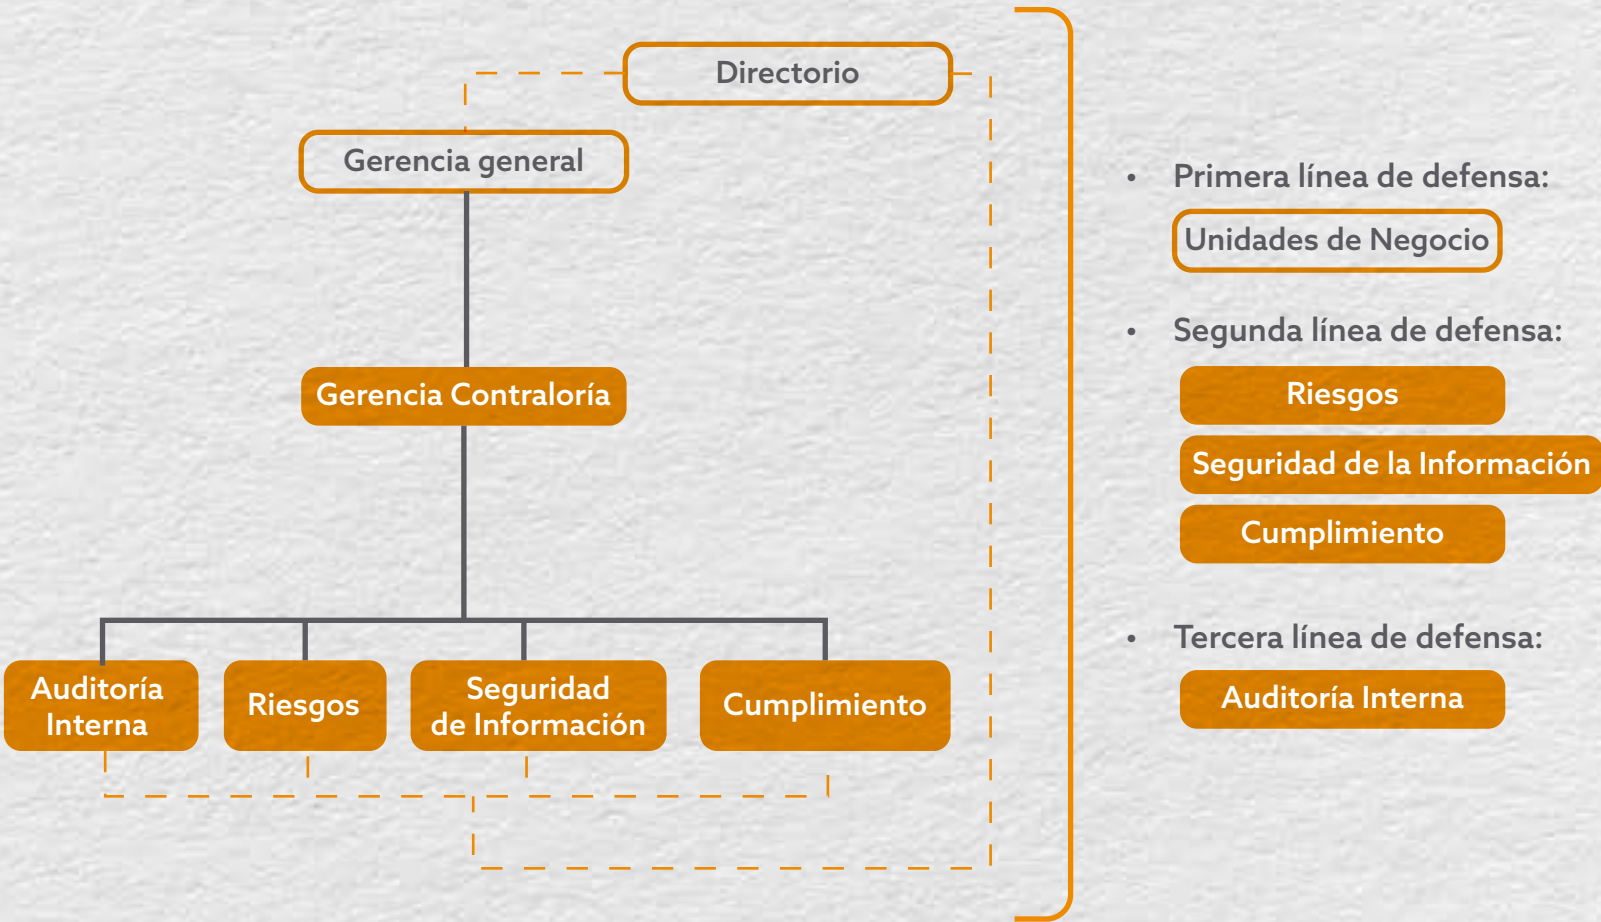 Directorio
Gerencia general
Gerencia Contraloría
Auditoría
Interna
Riesgos
Seguridad
de Información
Cumplimiento
• Primera línea de defensa:
Unidades de Negocio
• Segunda línea de defensa:
Riesgos
Seguridad de la Información
Cumplimiento
• Tercera línea de defensa:
Auditoría Interna